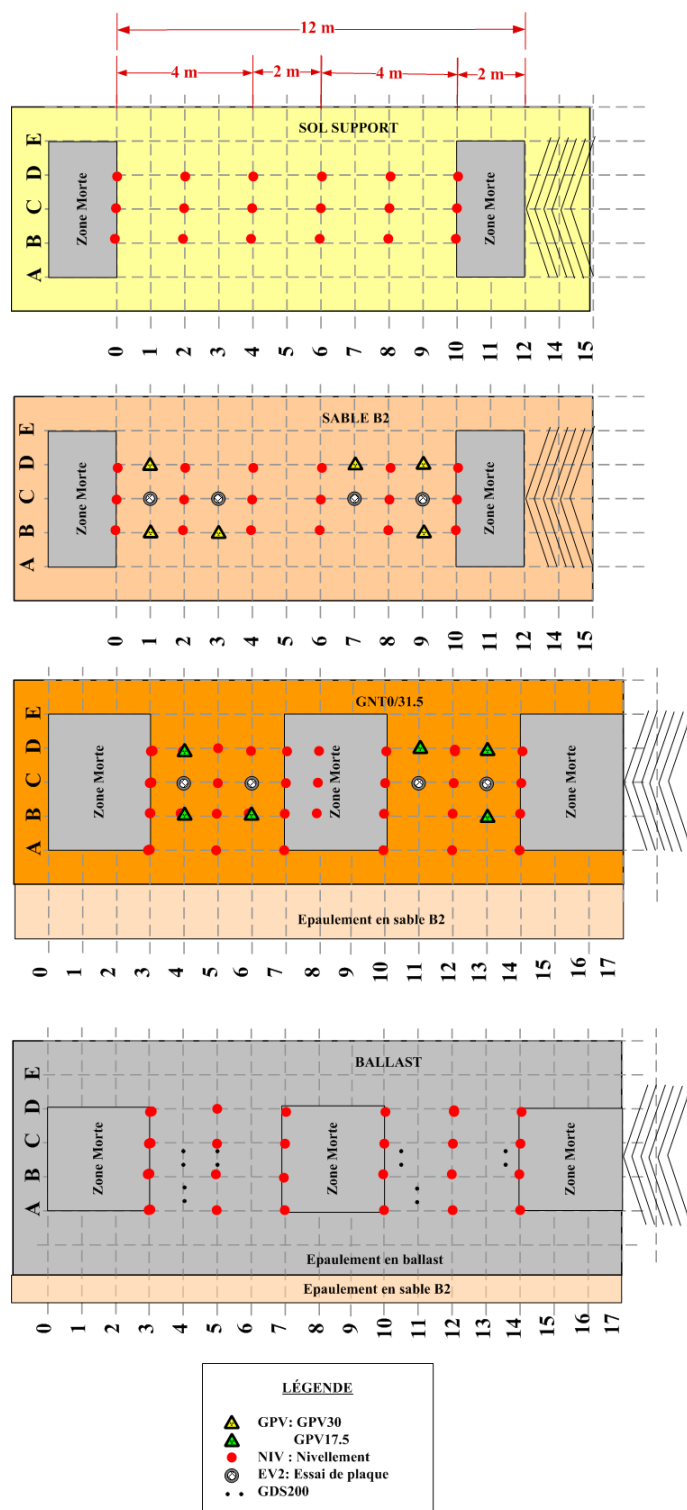 12 m
4 m 2 m 4 m 2 m
SOL SUPPORT
E
D
C
B
A
Zone Morte
Zone Morte
0 1 2 3 4 5 6 7 8 9 10 11 12 14 15
SABLE B2
E
D
C
B
A
Zone Morte
Zone Morte
0 1 2 3 4 5 6 7 8 9 10 11 12 14 15
GNT0/31.5
E
D
C
B
A
Zone Morte
Zone Morte
Zone Morte
Epaulement en sable B2
0 1 2 3 4 5 6 7 8 9 10 11 12 13 14 15 16 17
BALLAST
E
D
C
B
A
Zone Morte
Zone Morte
Zone Morte
Epaulement en ballast
Epaulement en sable B2
0 1 2 3 4 5 6 7 8 9 10 11 12 13 14 15 16 17
LÉGENDE
GPV: GPV30
GPV17.5
NIV : Nivellement
EV2: Essai de plaque
GDS200